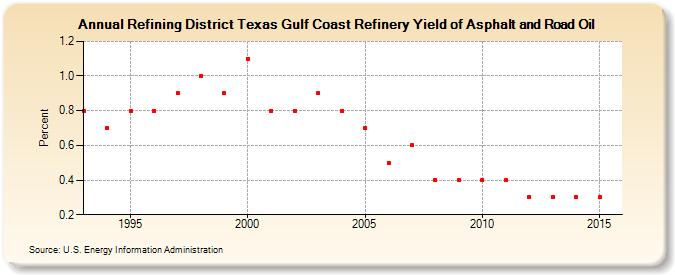 Annual Refining District Texas Gulf Coast Refinery Yield of Asphalt and Road Oil
Percent
1.2
1.0
0.8
0.6
0.4
0.2
1995 2000 2005 2010 2015
Source: U.S. Energy Information Administration